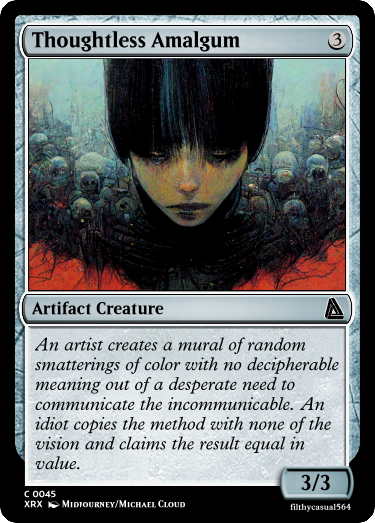 Thoughtless Amalgum 3
Artifact Creature
An artist creates a mural of random
smatterings of color with no decipherable
meaning out of a desperate need to
communicate the incommunicable. An
idiot copies the method with none of the
vision and claims the result equal in
value.
3/3
C 0045
XRX Midjourney/Michael Cloud
filthycasual564